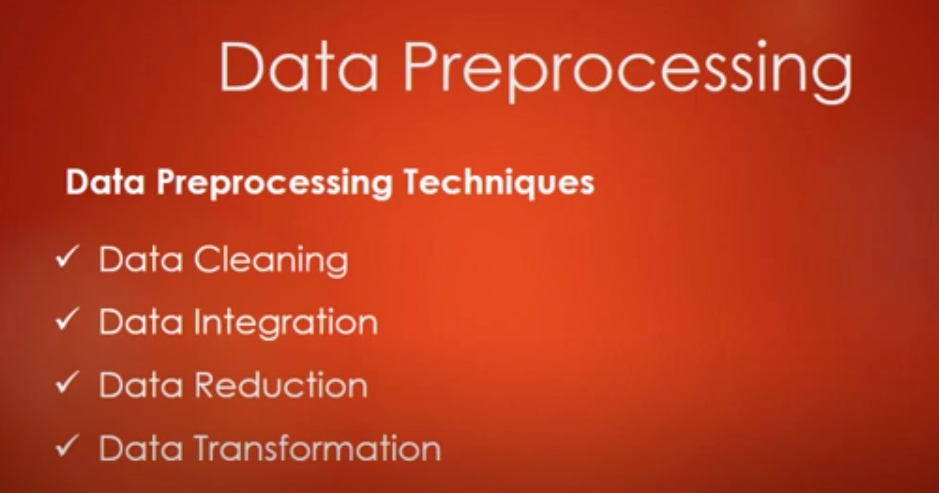 Data Preprocessing
Data Preprocessing Techniques
✓ Data Cleaning
✓ Data Integration
✓ Data Reduction
✓ Data Transformation